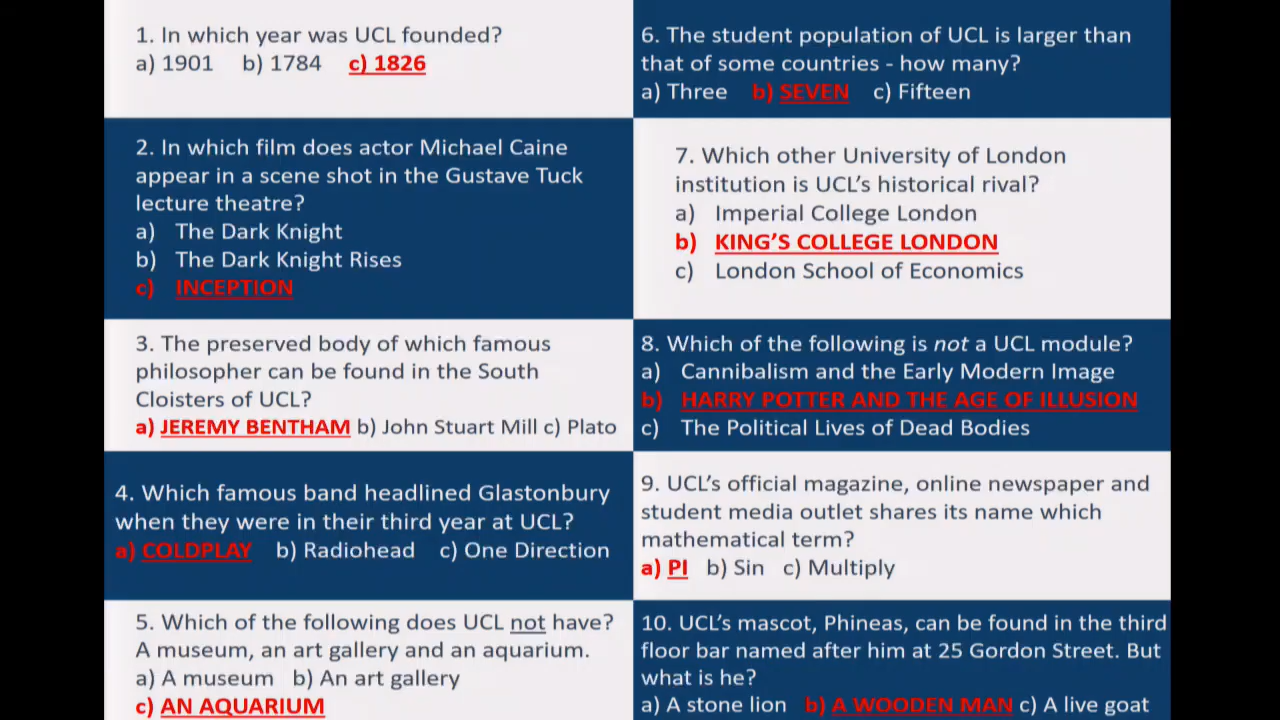 1. In which year was UCL founded?
a) 1901 b) 1784 c) 1826
2. In which film does actor Michael Caine
appear in a scene shot in the Gustave Tuck
lecture theatre?
a) The Dark Knight
b) The Dark Knight Rises
c) INCEPTION
3. The preserved body of which famous
philosopher can be found in the South
Cloisters of UCL?
a) JEREMY BENTHAM b) John Stuart Mill c) Plato
4. Which famous band headlined Glastonbury
when they were in their third year at UCL?
a) COLDPLAY b) Radiohead c) One Direction
5. Which of the following does UCL not have?
A museum, an art gallery and an aquarium.
a) A museum b) An art gallery
c) AN AQUARIUM
6. The student population of UCL is larger than
that of some countries - how many?
a) Three b) SEVEN c) Fifteen
7. Which other University of London
institution is UCL’s historical rival?
a) Imperial College London
b) KING’S COLLEGE LONDON
c) London School of Economics
8. Which of the following is not a UCL module?
a) Cannibalism and the Early Modern Image
b) HARRY POTTER AND THE AGE OF ILLUSION
c) The Political Lives of Dead Bodies
9. UCL’s official magazine, online newspaper and
student media outlet shares its name which
mathematical term?
a) PI b) Sin c) Multiply
10. UCL’s mascot, Phineas, can be found in the third
floor bar named after him at 25 Gordon Street. But
what is he?
a) A stone lion b) A WOODEN MAN c) A live goat